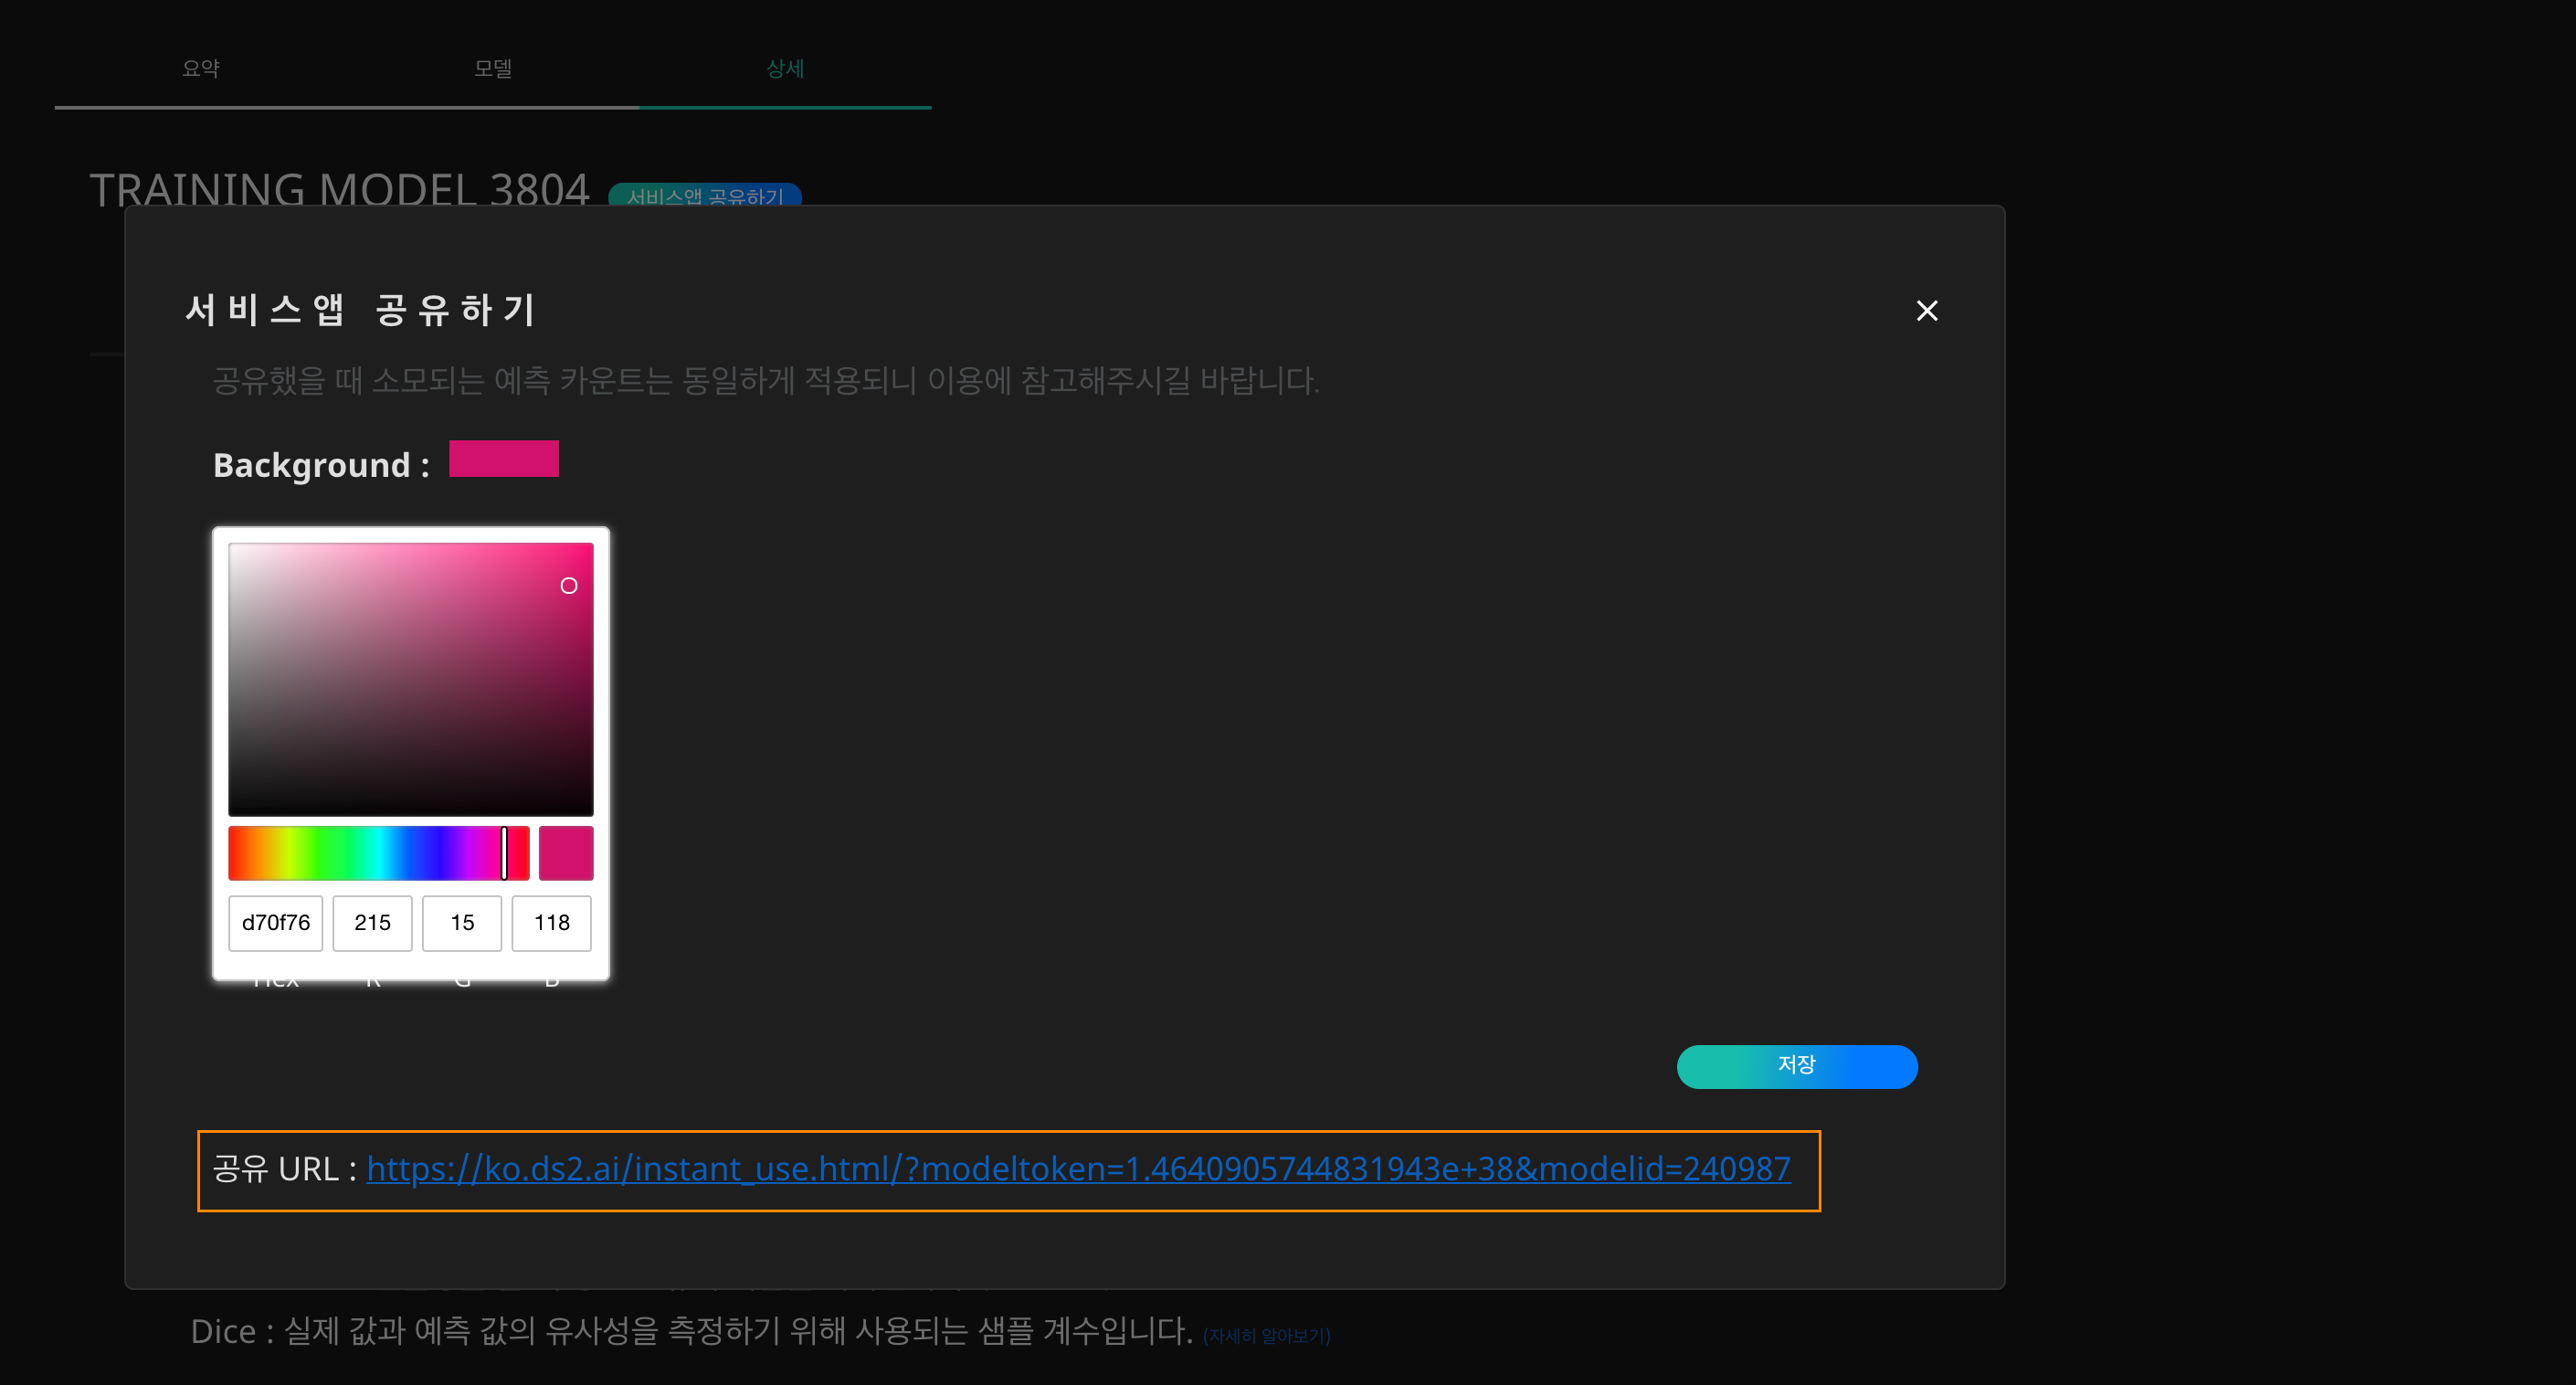 요약 모델 상세
TRAINING MODEL 3804 서비스앱 공유하기
서비스앱 공유하기
공유했을 때 소모되는 예측 카운트는 동일하게 적용되니 이용에 참고해주시길 바랍니다.
Background :
d70f76 215 15 118
Hex R G B
저장
공유 URL : https://ko.ds2.ai/instant_use.html/?modeltoken=1.4640905744831943e+38&modelid=240987
Dice : 실제 값과 예측 값의 유사성을 측정하기 위해 사용되는 샘플 계수입니다. (자세히 알아보기)